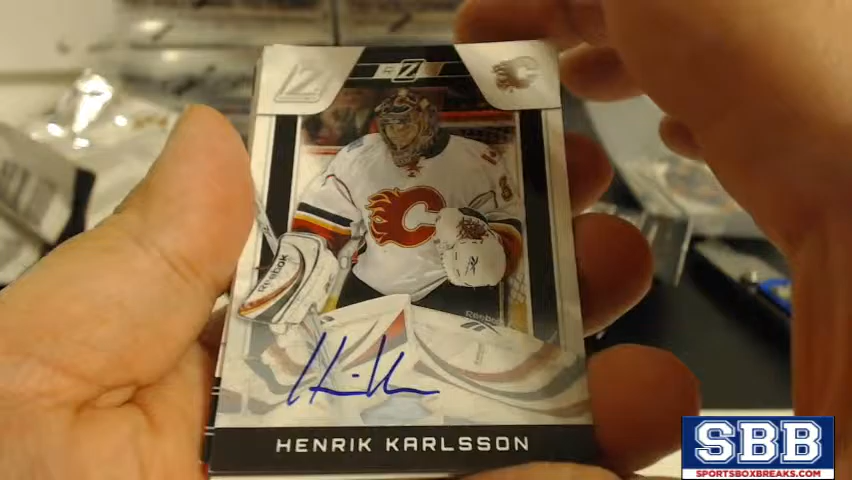 Z
Z
C
C
Reebok
Reebok
HENRIK KARLSSON
SBB
SPORTSBOXBREAKS.COM